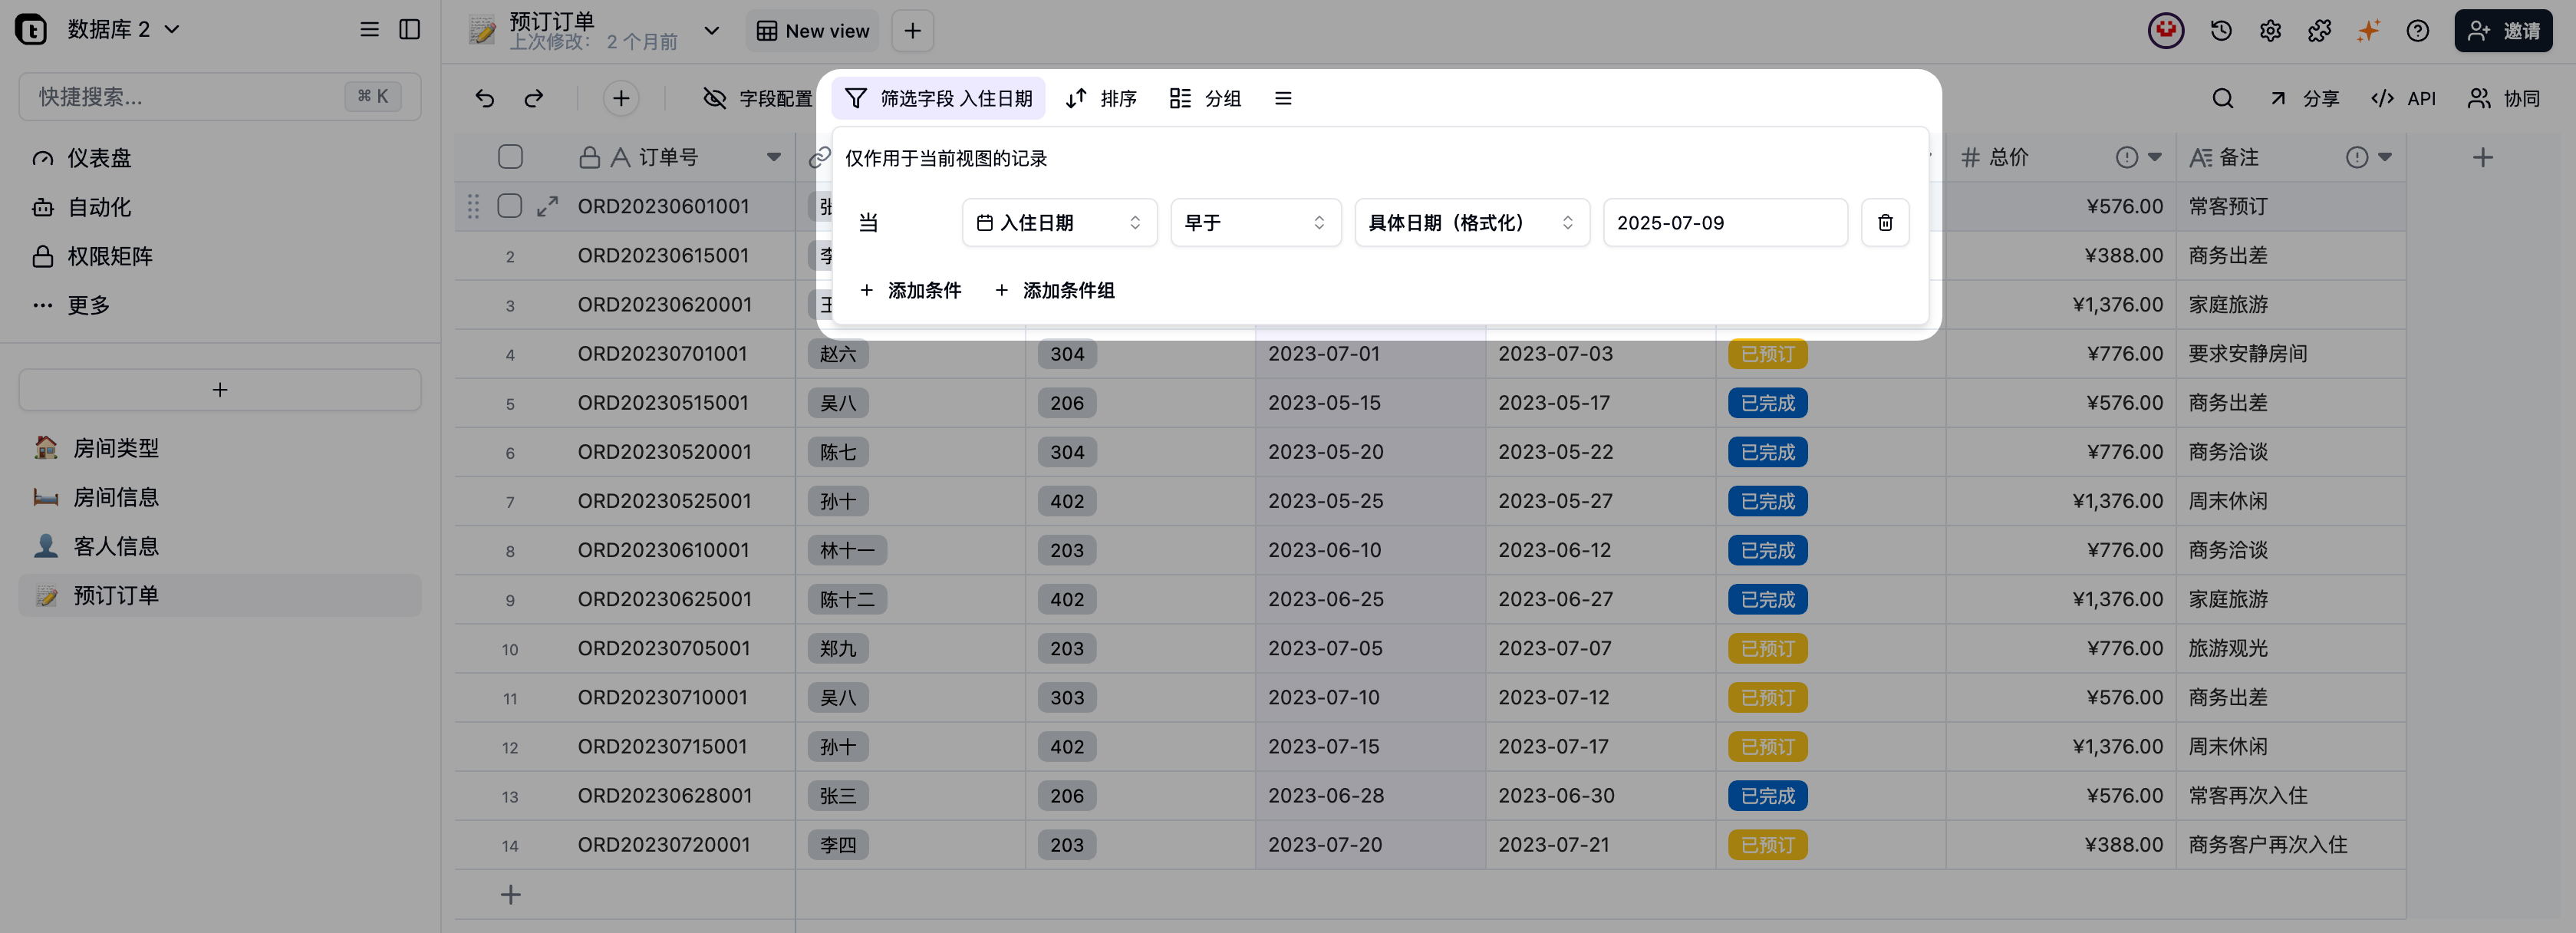 数据库 2
预订订单
上次修改： 2 个月前
New view
邀请
快捷搜索...
⌘ K
字段配置
筛选字段 入住日期
排序
分组
分享
API
协同
仪表盘
自动化
权限矩阵
更多
房间类型
房间信息
客人信息
预订订单
仅作用于当前视图的记录
当 入住日期 早于 具体日期（格式化） 2025-07-09
添加条件 添加条件组
订单号 总价 备注
ORD20230601001 张 ¥576.00 常客预订
2 ORD20230615001 李 ¥388.00 商务出差
3 ORD20230620001 王 ¥1,376.00 家庭旅游
4 ORD20230701001 赵六 304 2023-07-01 2023-07-03 已预订 ¥776.00 要求安静房间
5 ORD20230515001 吴八 206 2023-05-15 2023-05-17 已完成 ¥576.00 商务出差
6 ORD20230520001 陈七 304 2023-05-20 2023-05-22 已完成 ¥776.00 商务洽谈
7 ORD20230525001 孙十 402 2023-05-25 2023-05-27 已完成 ¥1,376.00 周末休闲
8 ORD20230610001 林十一 203 2023-06-10 2023-06-12 已完成 ¥776.00 商务洽谈
9 ORD20230625001 陈十二 402 2023-06-25 2023-06-27 已完成 ¥1,376.00 家庭旅游
10 ORD20230705001 郑九 203 2023-07-05 2023-07-07 已预订 ¥776.00 旅游观光
11 ORD20230710001 吴八 303 2023-07-10 2023-07-12 已预订 ¥576.00 商务出差
12 ORD20230715001 孙十 402 2023-07-15 2023-07-17 已预订 ¥1,376.00 周末休闲
13 ORD20230628001 张三 206 2023-06-28 2023-06-30 已完成 ¥576.00 常客再次入住
14 ORD20230720001 李四 203 2023-07-20 2023-07-21 已预订 ¥388.00 商务客户再次入住